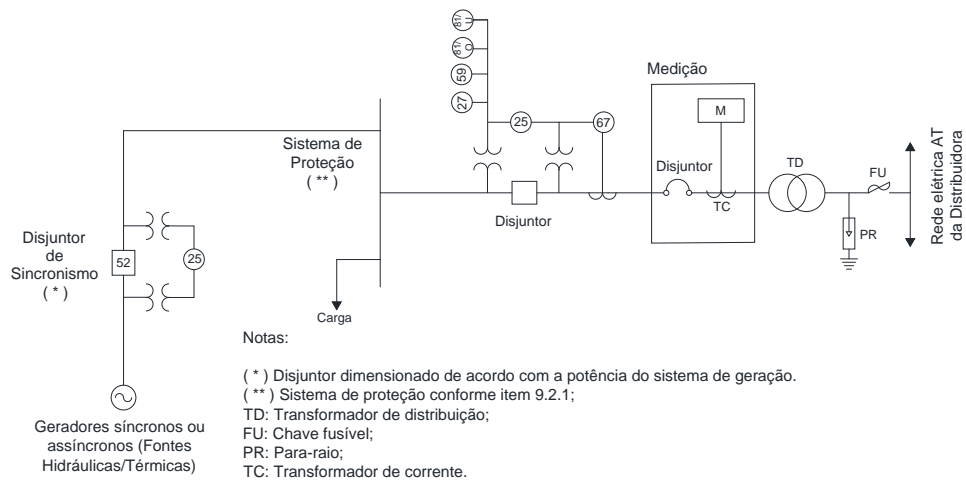 81/U
81/O
59
27
25
67
Medição
M
Disjuntor
TC
TD
FU
PR
Rede elétrica AT
da Distribuidora
Sistema de
Proteção
( ** )
Disjuntor
Disjuntor
de
Sincronismo
( * )
52
25
Carga
Geradores síncronos ou
assíncronos (Fontes
Hidráulicas/Térmicas)
Notas:
( * ) Disjuntor dimensionado de acordo com a potência do sistema de geração.
( ** ) Sistema de proteção conforme item 9.2.1;
TD: Transformador de distribuição;
FU: Chave fusível;
PR: Para-raio;
TC: Transformador de corrente.